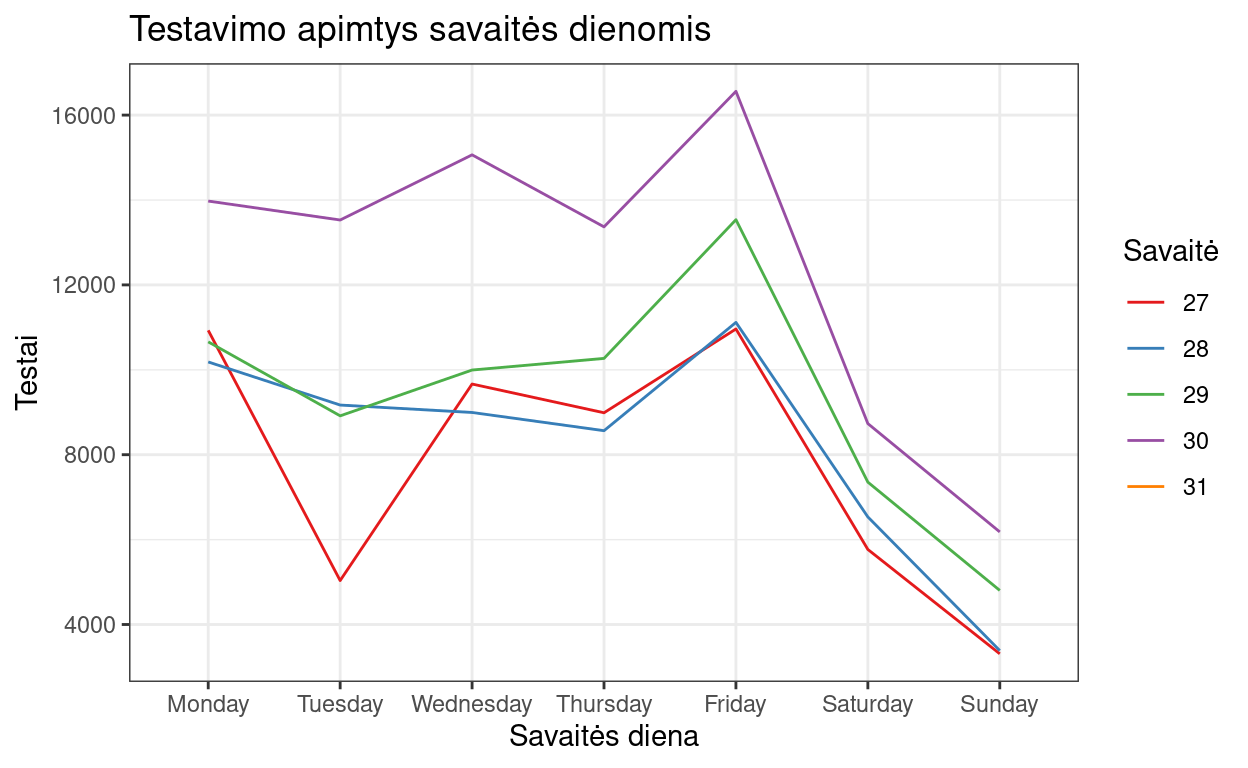 Testavimo apimtys savaitės dienomis
16000
12000
8000
4000
Testai
Monday Tuesday Wednesday Thursday Friday Saturday Sunday
Savaitės diena
Savaitė
27
28
29
30
31